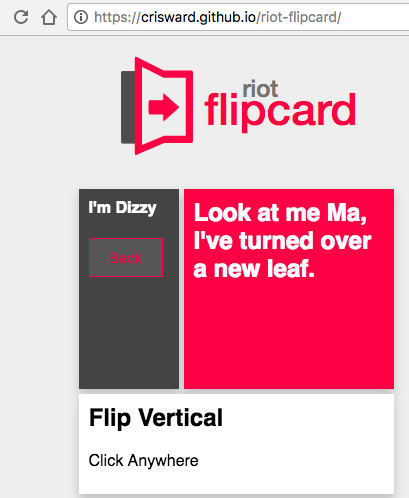 https://crisward.github.io/riot-flipcard/
riot
flipcard
I'm Dizzy
Back
Look at me Ma,
I've turned over
a new leaf.
Flip Vertical
Click Anywhere